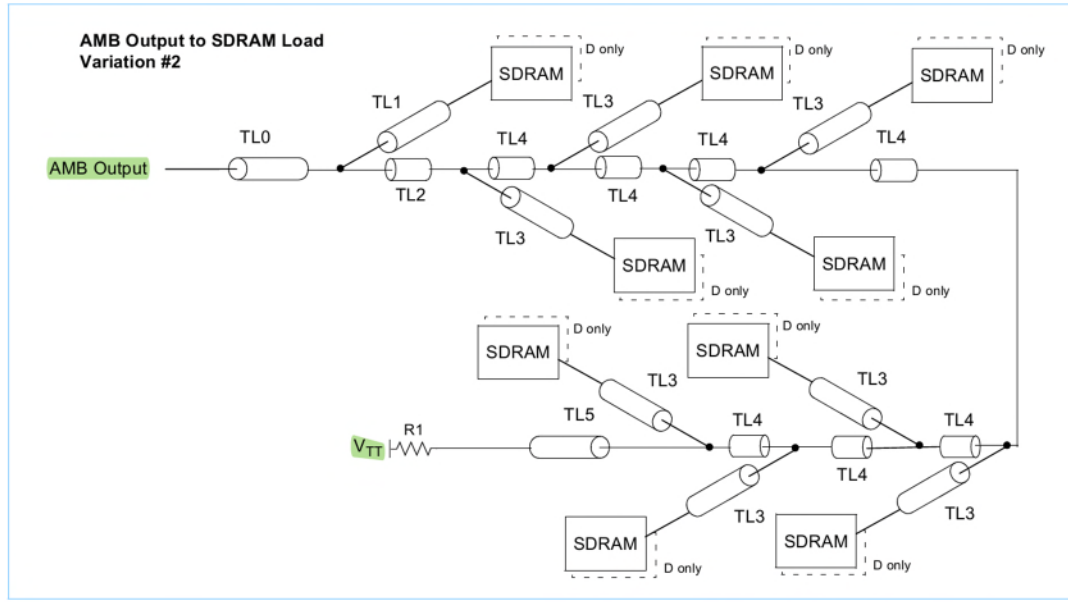 AMB Output to SDRAM Load
Variation #2
D only
D only
D only
SDRAM
SDRAM
SDRAM
TL1
TL3
TL3
TL0
TL4
TL4
TL4
AMB Output
TL2
TL4
TL3
TL3
SDRAM
SDRAM
D only
D only
D only
D only
SDRAM
SDRAM
TL3
TL3
TL5
TL4
TL4
R1
VTT
TL4
TL3
TL3
SDRAM
SDRAM
D only
D only